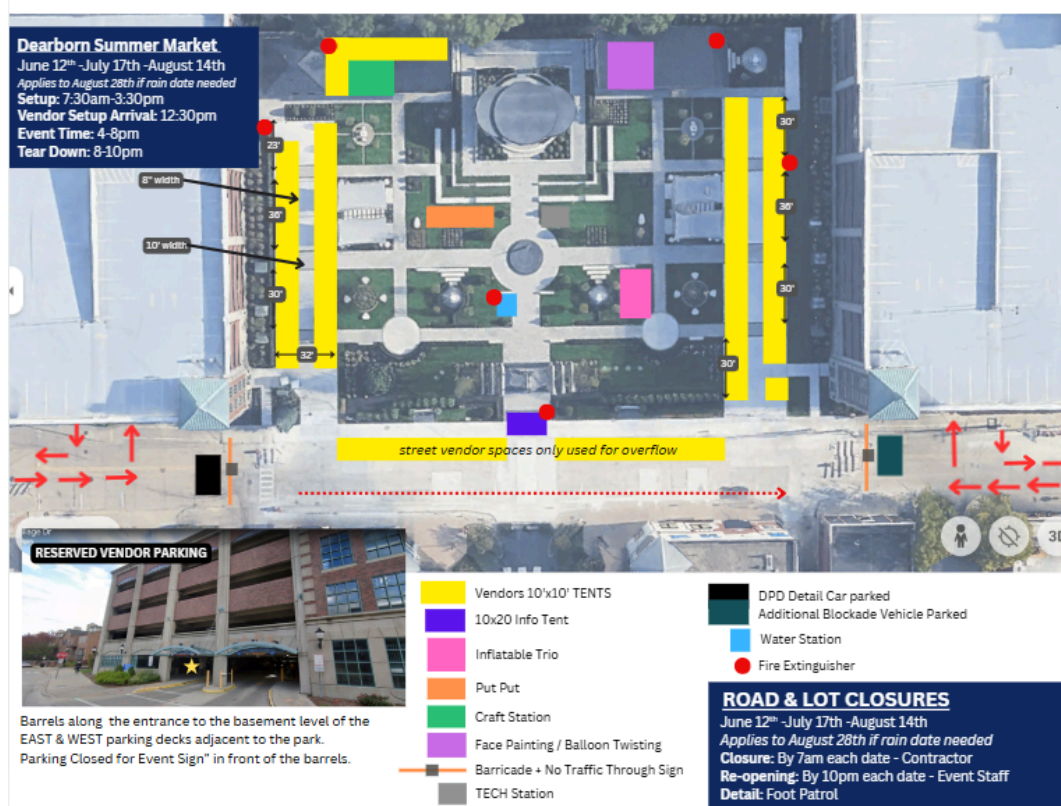 Dearborn Summer Market
June 12th -July 17th -August 14th
Applies to August 28th if rain date needed
Setup: 7:30am-3:30pm
Vendor Setup Arrival: 12:30pm
Event Time: 4-8pm
Tear Down: 8-10pm
23'
8" width
36'
10' width
30'
32'
30'
36'
30'
30'
street vendor spaces only used for overflow
3D
RESERVED VENDOR PARKING
Barrels along the entrance to the basement level of the
EAST & WEST parking decks adjacent to the park.
Parking Closed for Event Sign" in front of the barrels.
Vendors 10'x10' TENTS
10x20 Info Tent
Inflatable Trio
Put Put
Craft Station
Face Painting / Balloon Twisting
Barricade + No Traffic Through Sign
TECH Station
DPD Detail Car parked
Additional Blockade Vehicle Parked
Water Station
Fire Extinguisher
ROAD & LOT CLOSURES
June 12th -July 17th -August 14th
Applies to August 28th if rain date needed
Closure: By 7am each date - Contractor
Re-opening: By 10pm each date - Event Staff
Detail: Foot Patrol